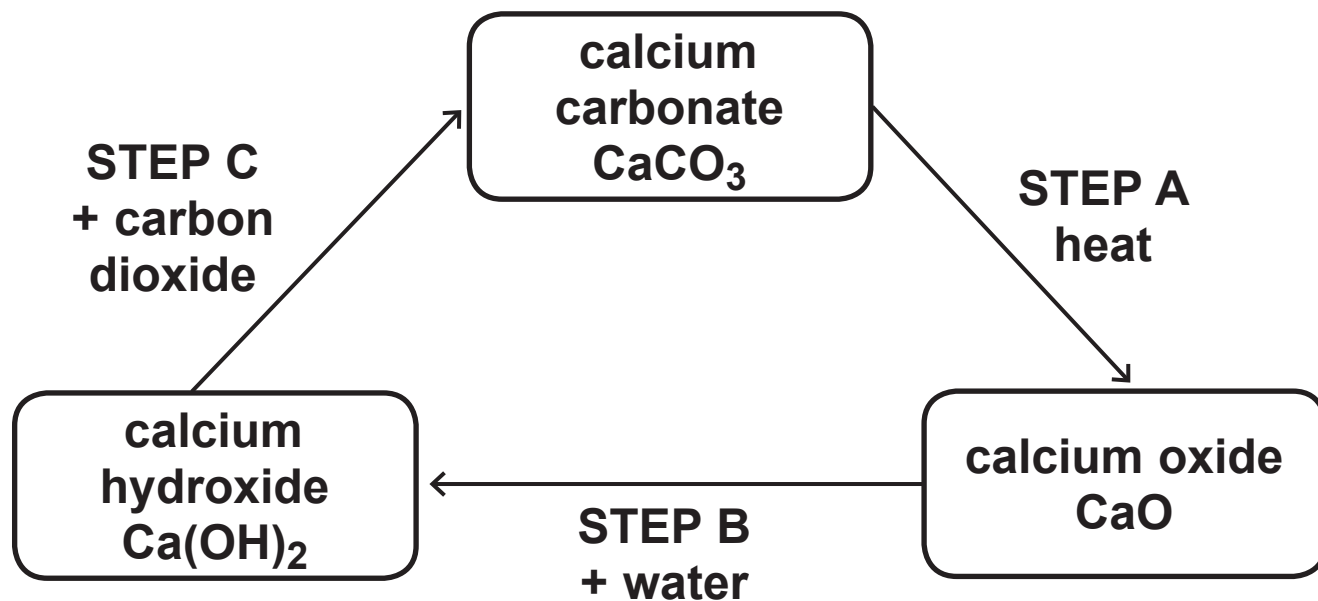 calcium
carbonate
CaCO₃
STEP A
heat
calcium oxide
CaO
STEP B
+ water
calcium
hydroxide
Ca(OH)₂
STEP C
+ carbon
dioxide